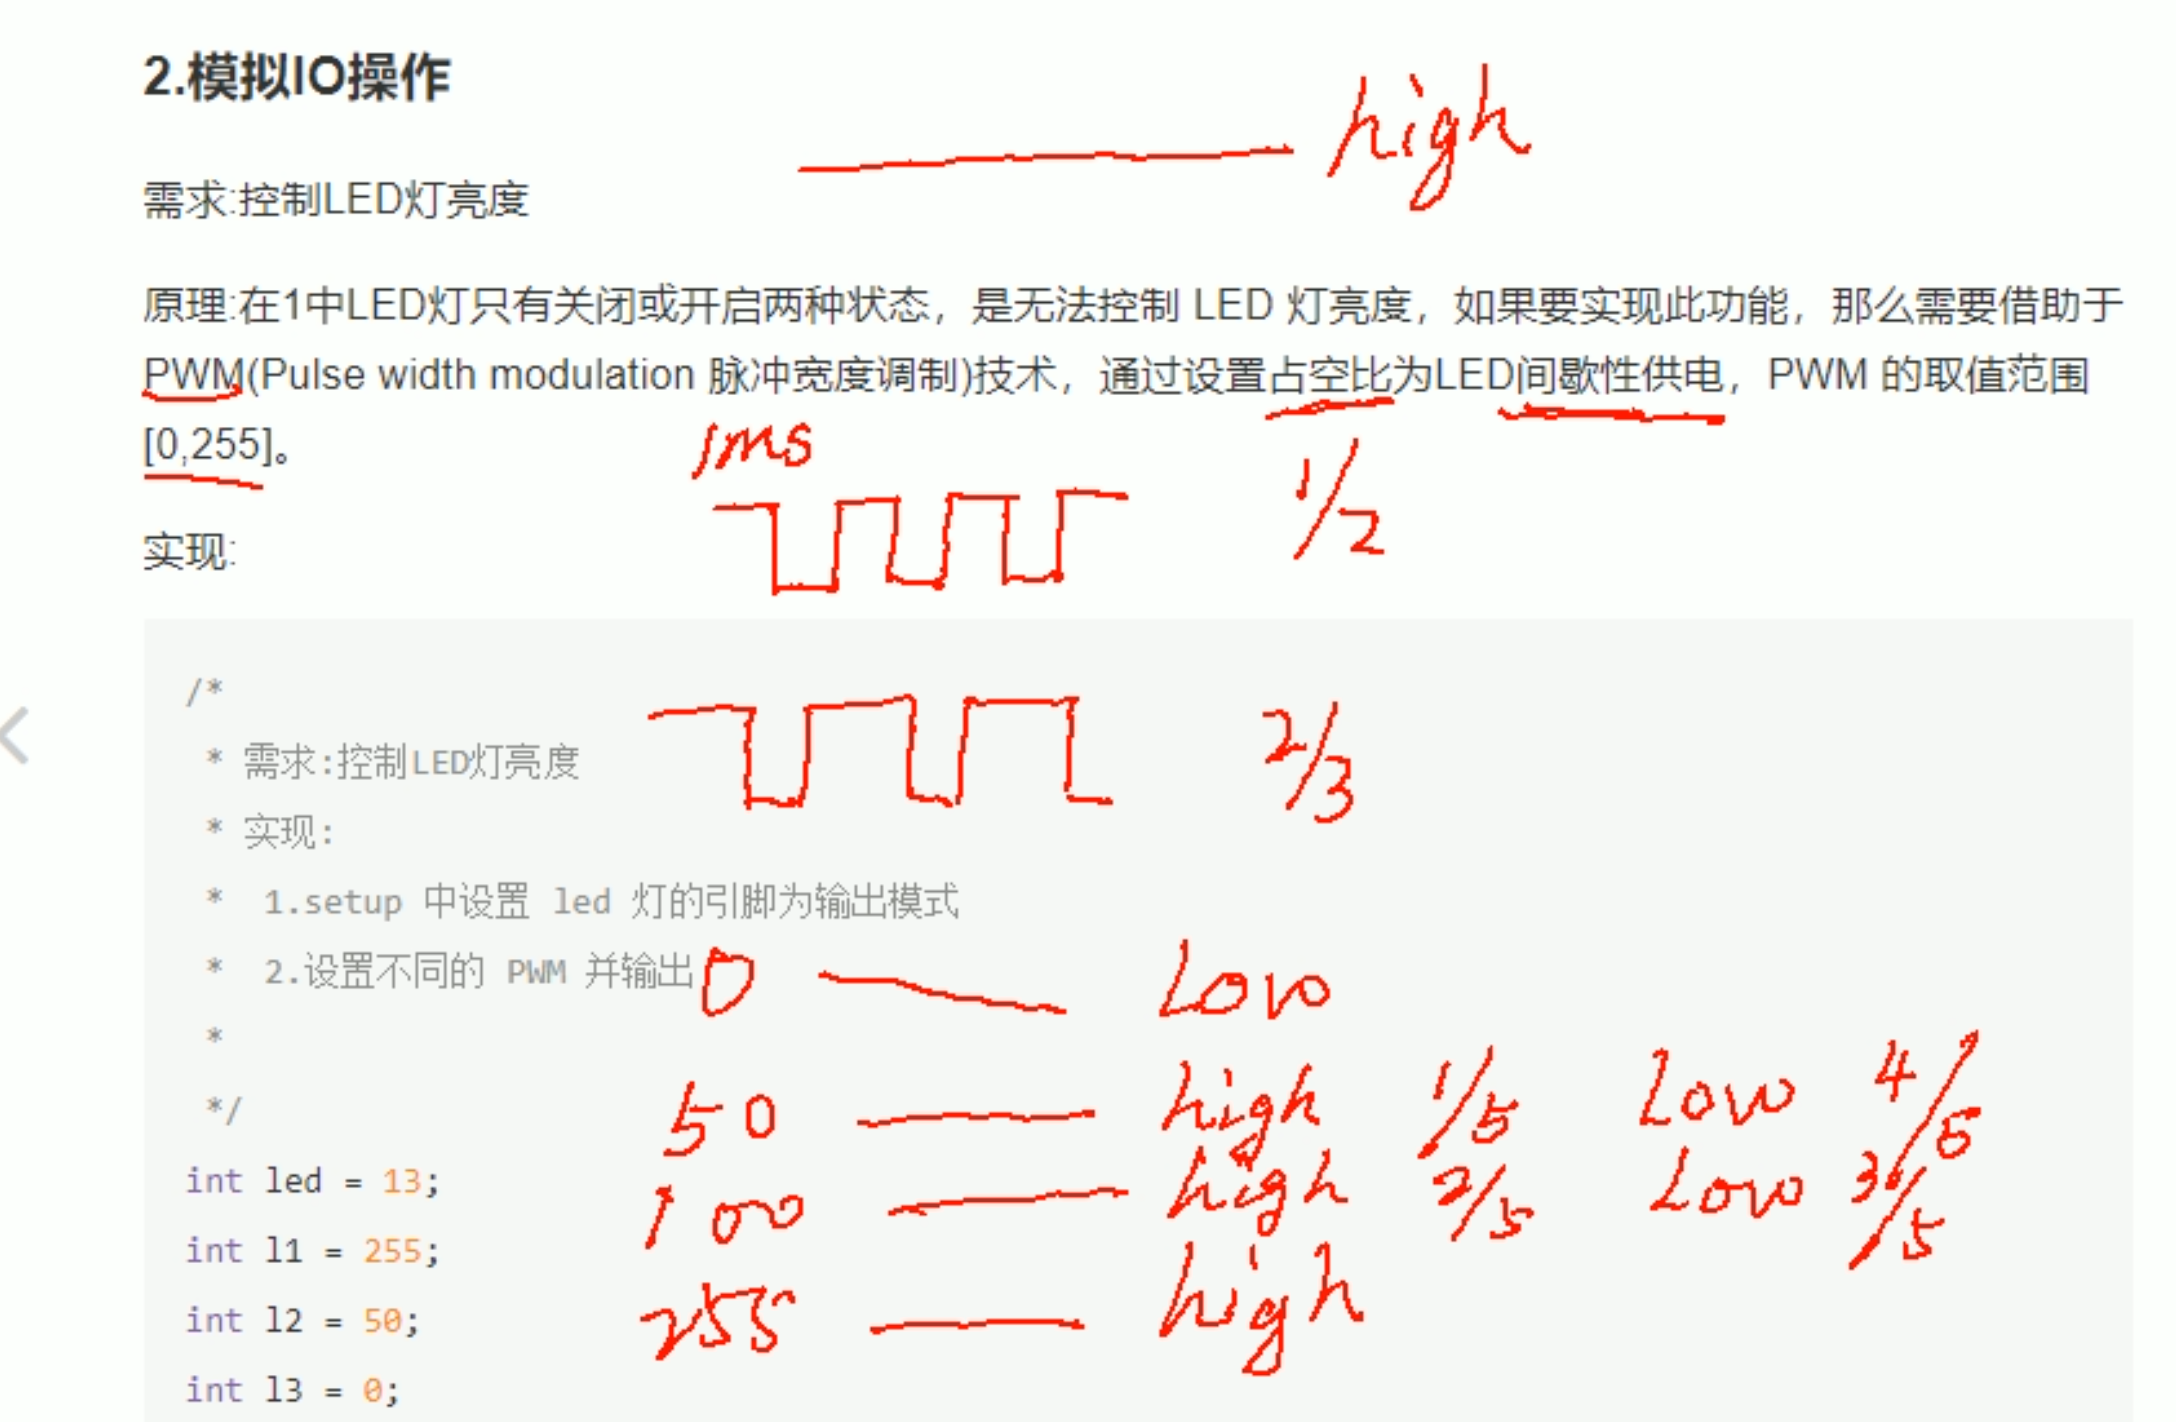 2.模拟IO操作
high
需求:控制LED灯亮度
原理:在1中LED灯只有关闭或开启两种状态，是无法控制 LED 灯亮度，如果要实现此功能，那么需要借助于
PWM(Pulse width modulation 脉冲宽度调制)技术，通过设置占空比为LED间歇性供电，PWM 的取值范围
[0,255]。
1ms
1/2
实现:
/*
2/3
* 需求:控制LED灯亮度
* 实现:
*  1.setup 中设置 led 灯的引脚为输出模式
*  2.设置不同的 PWM 并输出
0 Low
*
*/
50 high 1/5 Low 4/5
int led = 13;
100 high 2/5 Low 3/5
int l1 = 255;
255 high
int l2 = 50;
int l3 = 0;